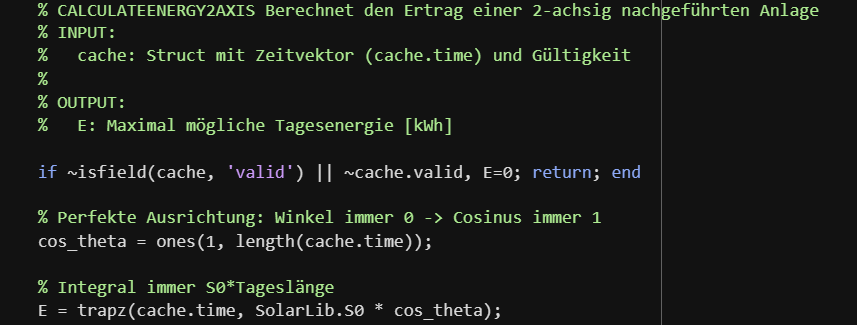 % CALCULATEENERGY2AXIS Berechnet den Ertrag einer 2-achsig nachgeführten Anlage
% INPUT:
%   cache: Struct mit Zeitvektor (cache.time) und Gültigkeit
%
% OUTPUT:
%   E: Maximal mögliche Tagesenergie [kWh]
if ~isfield(cache, 'valid') || ~cache.valid, E=0; return; end
% Perfekte Ausrichtung: Winkel immer 0 -> Cosinus immer 1
cos_theta = ones(1, length(cache.time));
% Integral immer S0*Tageslänge
E = trapz(cache.time, SolarLib.S0 * cos_theta);